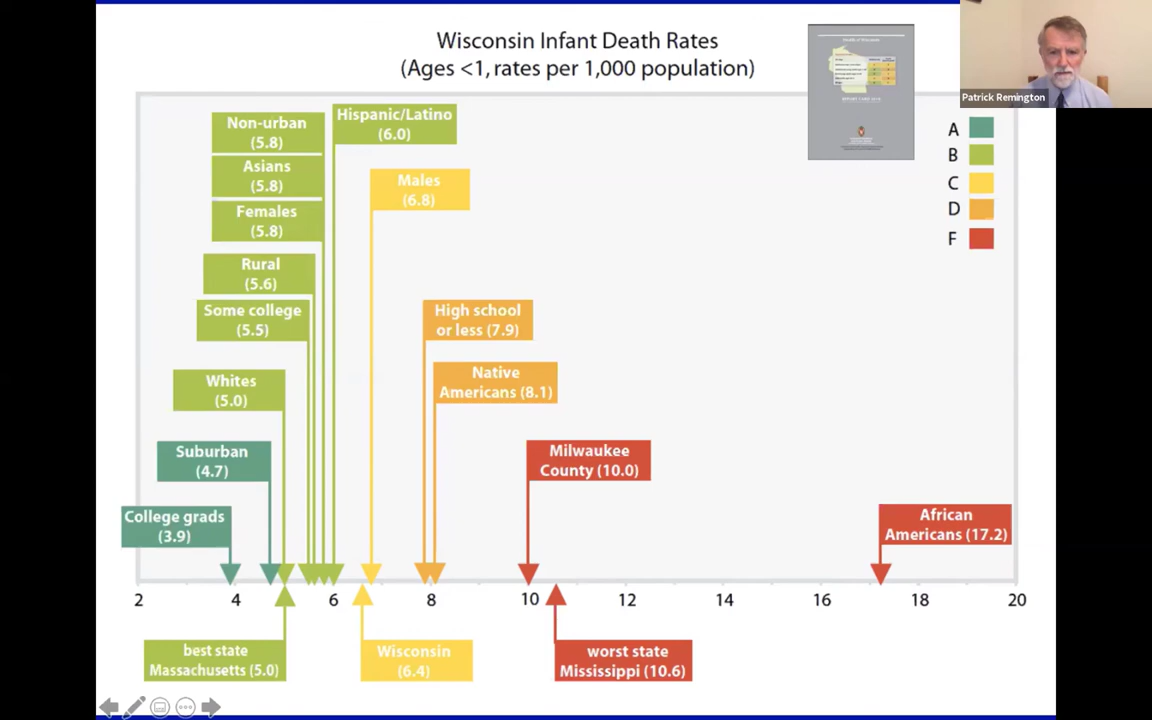 Wisconsin Infant Death Rates
(Ages <1, rates per 1,000 population)
Patrick Remington
REPORT CARD
A
B
C
D
F
Non-urban
(5.8)
Hispanic/Latino
(6.0)
Asians
(5.8)
Males
(6.8)
Females
(5.8)
Rural
(5.6)
Some college
(5.5)
High school
or less (7.9)
Whites
(5.0)
Native
Americans (8.1)
Suburban
(4.7)
Milwaukee
County (10.0)
College grads
(3.9)
African
Americans (17.2)
2 4 6 8 10 12 14 16 18 20
best state
Massachusetts (5.0)
Wisconsin
(6.4)
worst state
Mississippi (10.6)